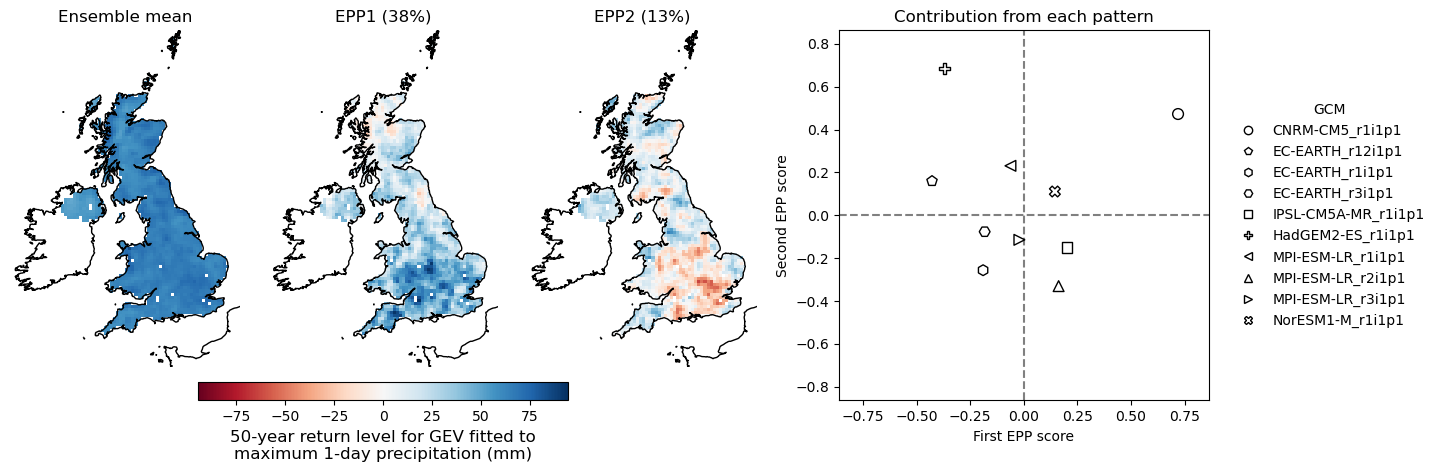 Ensemble mean
EPP1 (38%)
EPP2 (13%)
−75 −50 −25 0 25 50 75
50-year return level for GEV fitted to
maximum 1-day precipitation (mm)
Contribution from each pattern
Second EPP score
0.8
0.6
0.4
0.2
0.0
−0.2
−0.4
−0.6
−0.8
−0.75 −0.50 −0.25 0.00 0.25 0.50 0.75
First EPP score
GCM
CNRM-CM5_r1i1p1
EC-EARTH_r12i1p1
EC-EARTH_r1i1p1
EC-EARTH_r3i1p1
IPSL-CM5A-MR_r1i1p1
HadGEM2-ES_r1i1p1
MPI-ESM-LR_r1i1p1
MPI-ESM-LR_r2i1p1
MPI-ESM-LR_r3i1p1
NorESM1-M_r1i1p1